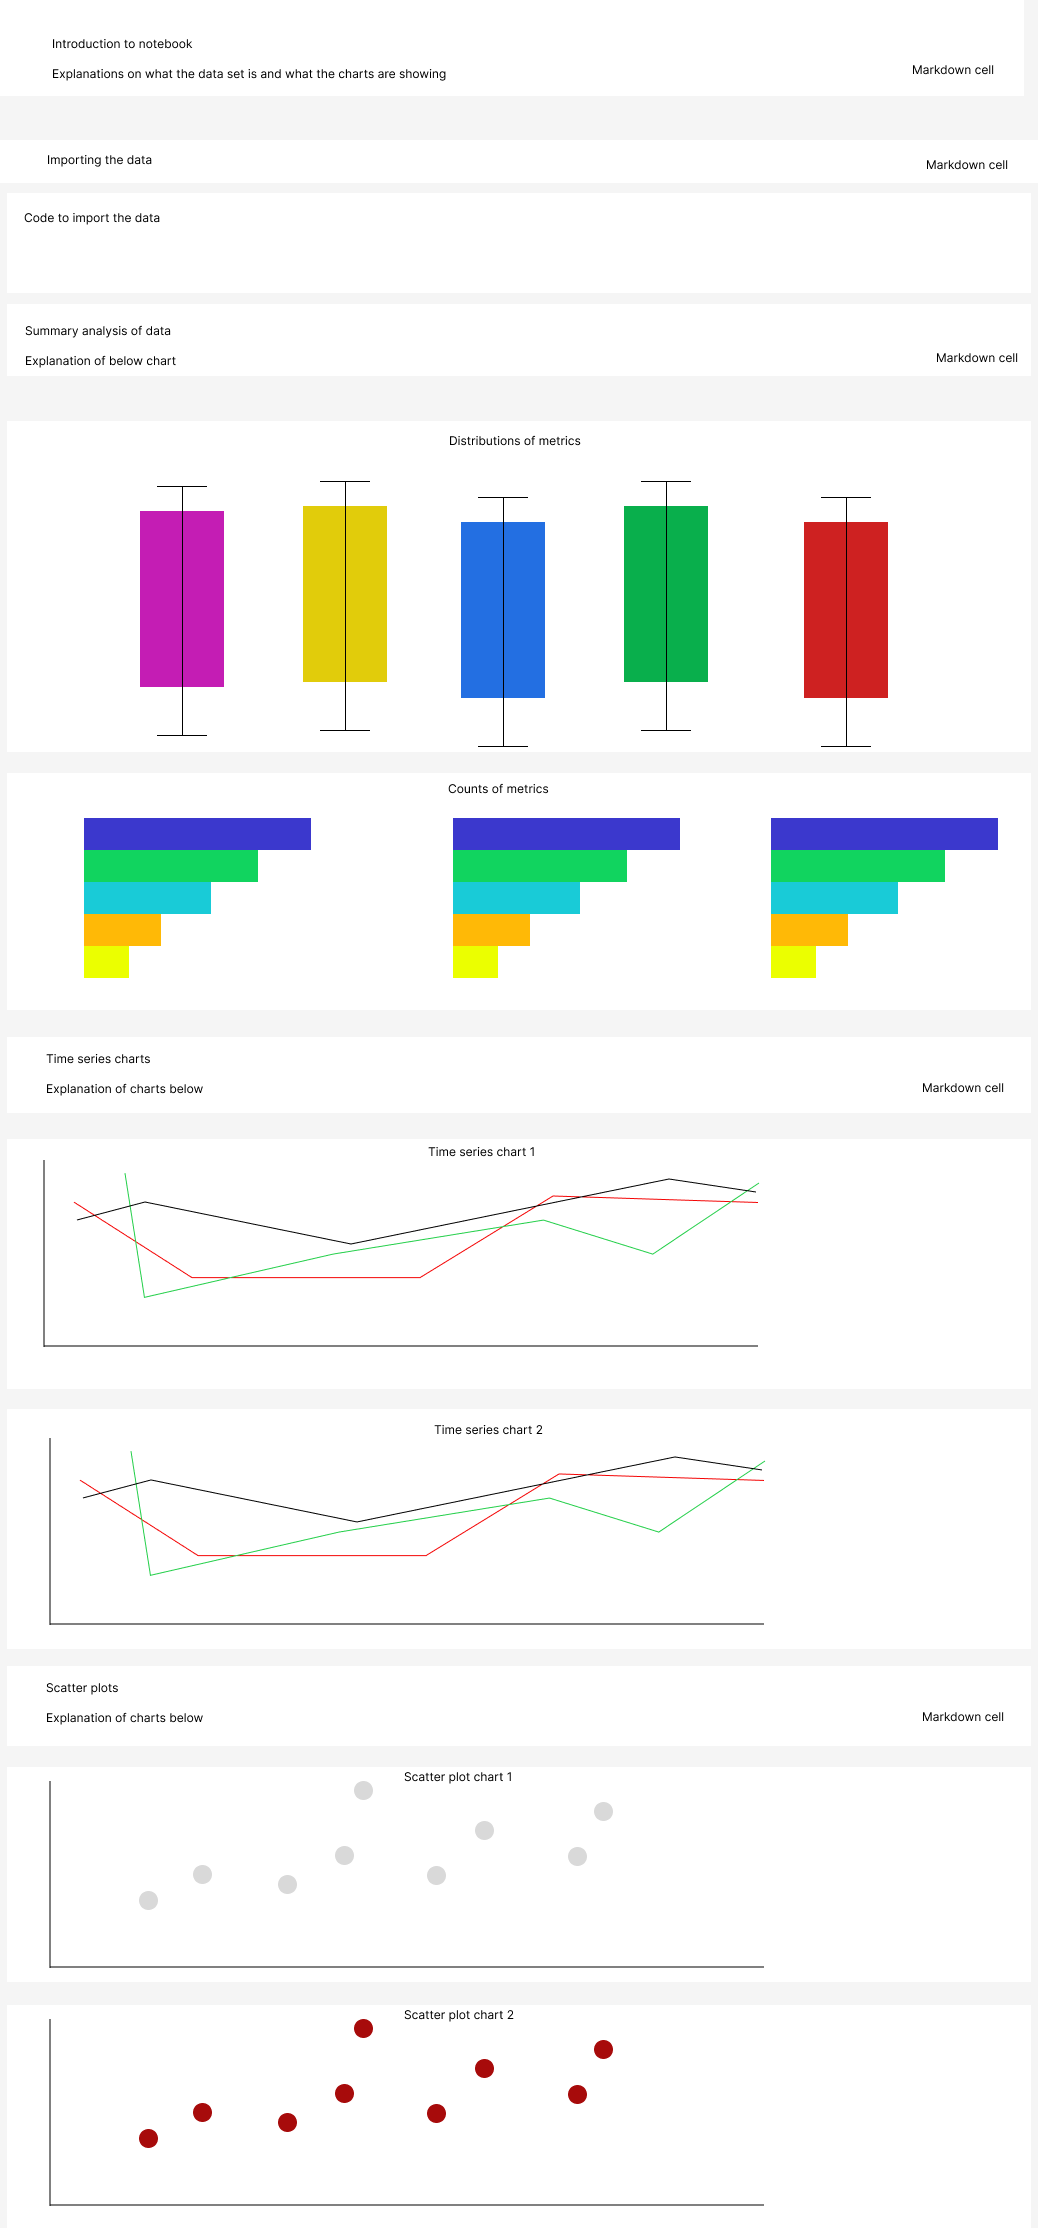 Introduction to notebook
Explanations on what the data set is and what the charts are showing
Markdown cell
Importing the data
Markdown cell
Code to import the data
Summary analysis of data
Explanation of below chart
Markdown cell
Distributions of metrics
Counts of metrics
Time series charts
Explanation of charts below
Markdown cell
Time series chart 1
Time series chart 2
Scatter plots
Explanation of charts below
Markdown cell
Scatter plot chart 1
Scatter plot chart 2